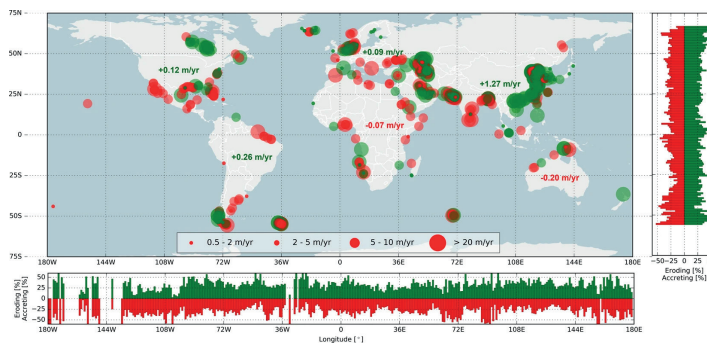 75N
50N
25N
0
25S
50S
75S
180W 144W 108W 72W 36W 0 36E 72E 108E 144E 180E
+0.12 m/yr
+0.09 m/yr
+1.27 m/yr
-0.07 m/yr
+0.26 m/yr
-0.20 m/yr
0.5 - 2 m/yr 2 - 5 m/yr 5 - 10 m/yr > 20 m/yr
−50−25 0 25 50
Eroding [%]
Accreting [%]
Eroding [%]
Accreting [%]
50
25
0
−25
−50
180W 144W 108W 72W 36W 0 36E 72E 108E 144E 180E
Longitude [°]